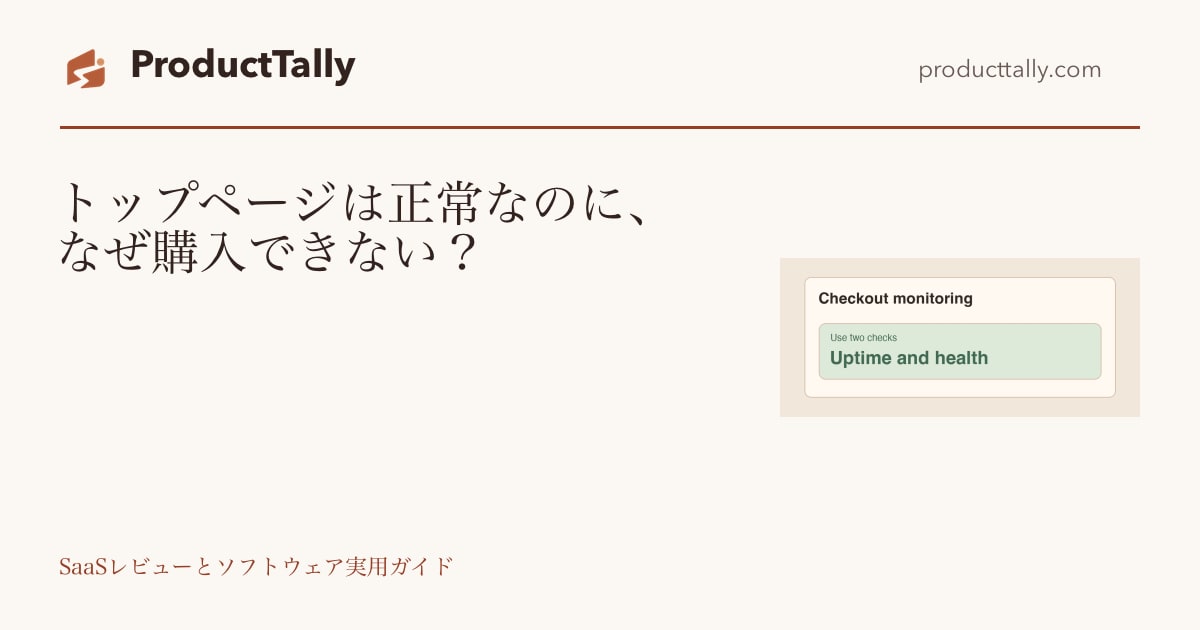 ProductTally
producttally.com
トップページは正常なのに、
なぜ購入できない？
Checkout monitoring
Use two checks
Uptime and health
SaaSレビューとソフトウェア実用ガイド